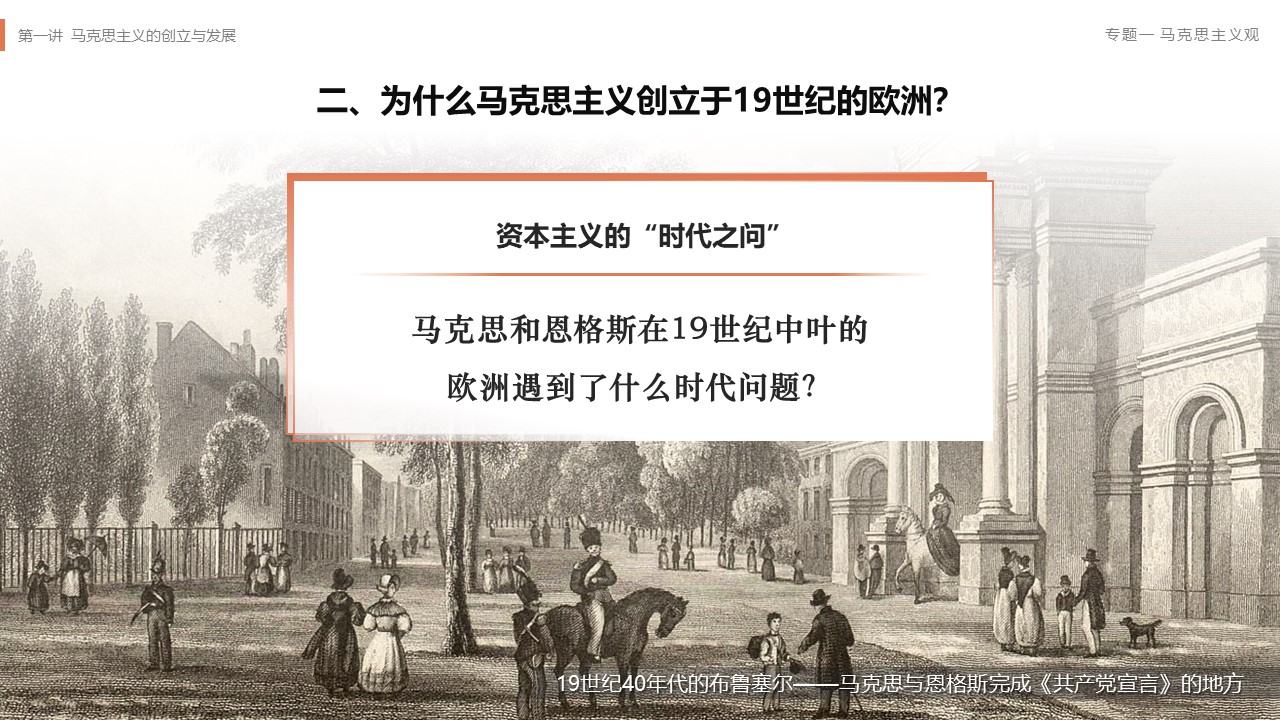 第一讲 马克思主义的创立与发展
专题一 马克思主义观
二、为什么马克思主义创立于19世纪的欧洲？
资本主义的“时代之问”
马克思和恩格斯在19世纪中叶的
欧洲遇到了什么时代问题？
19世纪40年代的布鲁塞尔——马克思与恩格斯完成《共产党宣言》的地方